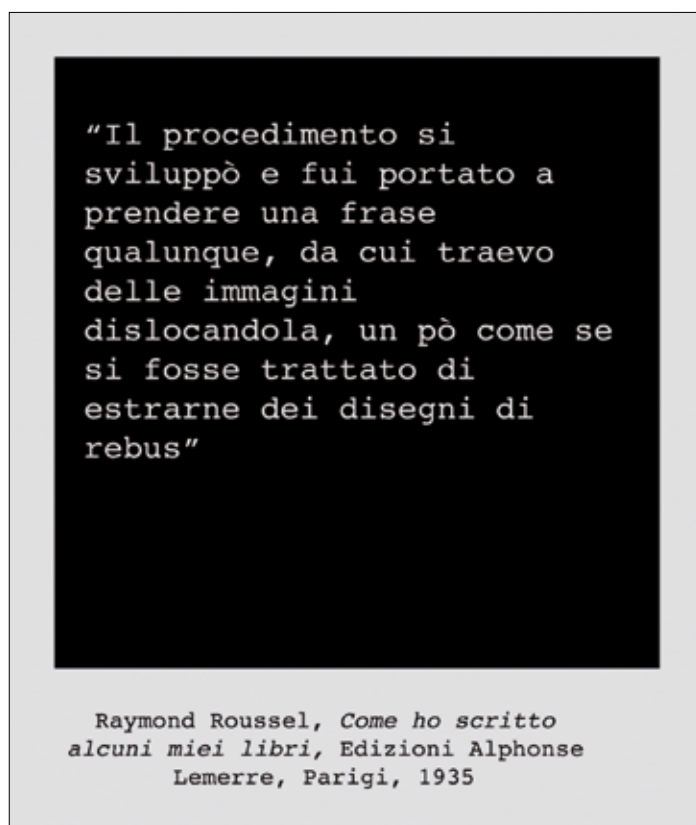 “Il procedimento si
sviluppò e fui portato a
prendere una frase
qualunque, da cui traevo
delle immagini
dislocandola, un pò come se
si fosse trattato di
estrarne dei disegni di
rebus”
Raymond Roussel, Come ho scritto
alcuni miei libri, Edizioni Alphonse
Lemerre, Parigi, 1935